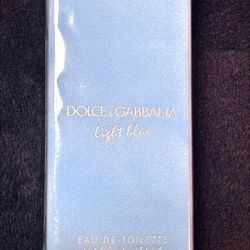 DOLCE & GABBANA
light blue
EAU DE TOILETTE